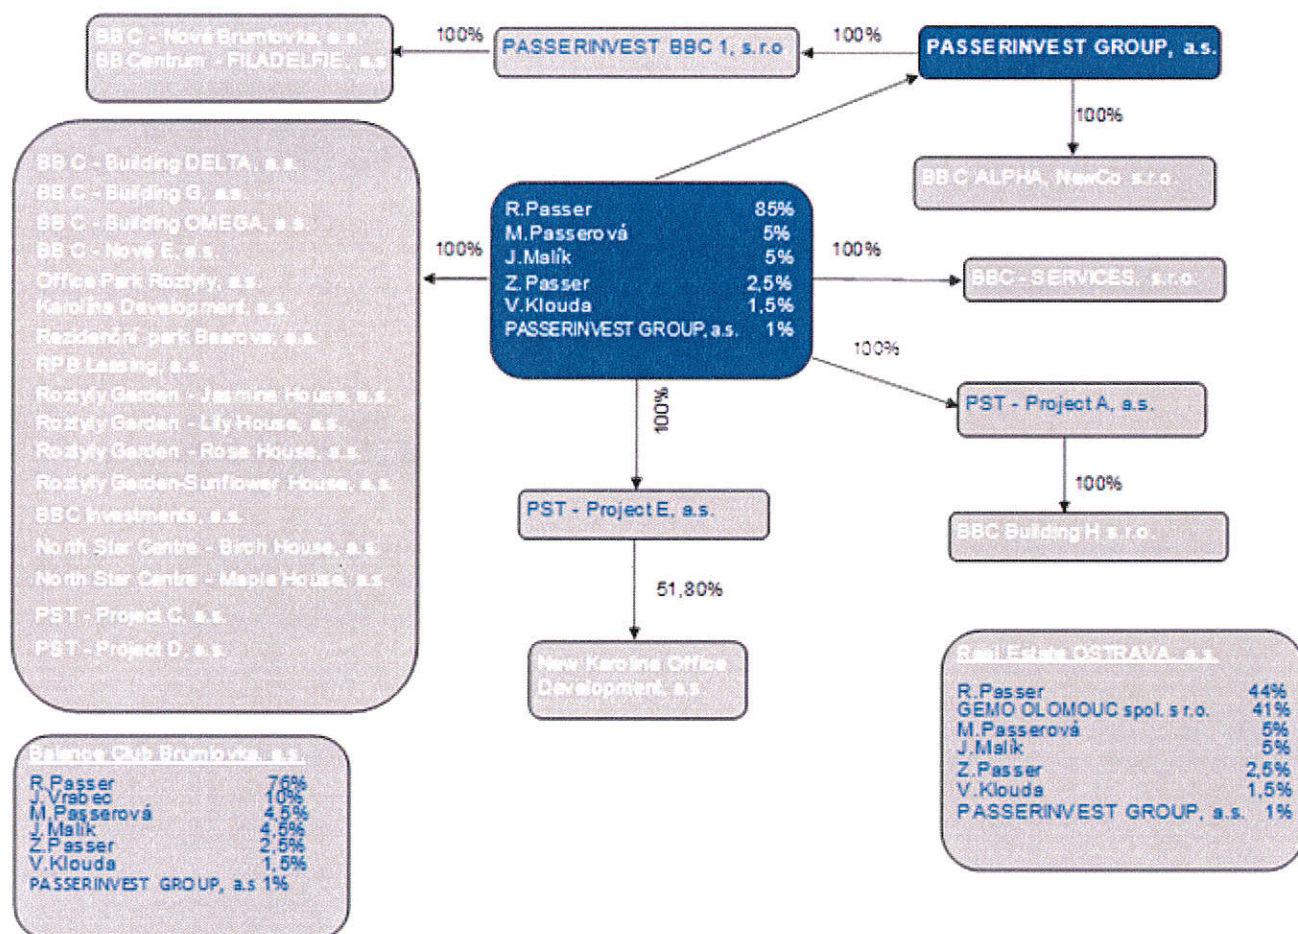 BB C - Nová Brumlovka, a.s.
BB Centrum - FILADELFIE, a.s
100%
PASSERINVEST BBC 1, s.r.o
100%
PASSERINVEST GROUP, a.s.
100%
BB C ALPHA, NewCo s.r.o.
BB C - Building DELTA, a.s.
BB C - Building G, a.s.
BB C - Building OMEGA, a.s.
BB C - Nové E, a.s.
Office Park Roztyly, a.s.
Karolina Development, a.s.
Rezidenční park Baarova, a.s.
RPB Leasing, a.s
Roztyly Garden - Jasmine House, a.s.
Roztyly Garden - Lily House, a.s.
Roztyly Garden - Rose House, a.s.
Roztyly Garden-Sunflower House, a.s.
BBC Investments, a.s.
North Star Centre - Birch House, a.s.
North Star Centre - Maple House, a.s.
PST - Project C, a.s.
PST - Project D, a.s.
100%
R.Passer 85%
M.Passerová 5%
J.Malík 5%
Z.Passer 2,5%
V.Klouda 1,5%
PASSERINVEST GROUP, a.s. 1%
100%
BBC - SERVICES, s.r.o.
100%
PST - Project A, a.s.
100%
BBC Building H s.r.o.
100%
PST - Project E, a.s.
51,80%
New Karolina Office
Development, a.s.
Real Estate OSTRAVA, a.s.
R.Passer 44%
GEMO OLOMOUC spol. s r.o. 41%
M.Passerová 5%
J.Malík 5%
Z.Passer 2,5%
V.Klouda 1,5%
PASSERINVEST GROUP, a.s. 1%
Balance Club Brumlovka, a.s.
R.Passer 76%
J.Vrabec 10%
M.Passerová 4,5%
J.Malík 4,5%
Z.Passer 2,5%
V.Klouda 1,5%
PASSERINVEST GROUP, a.s 1%